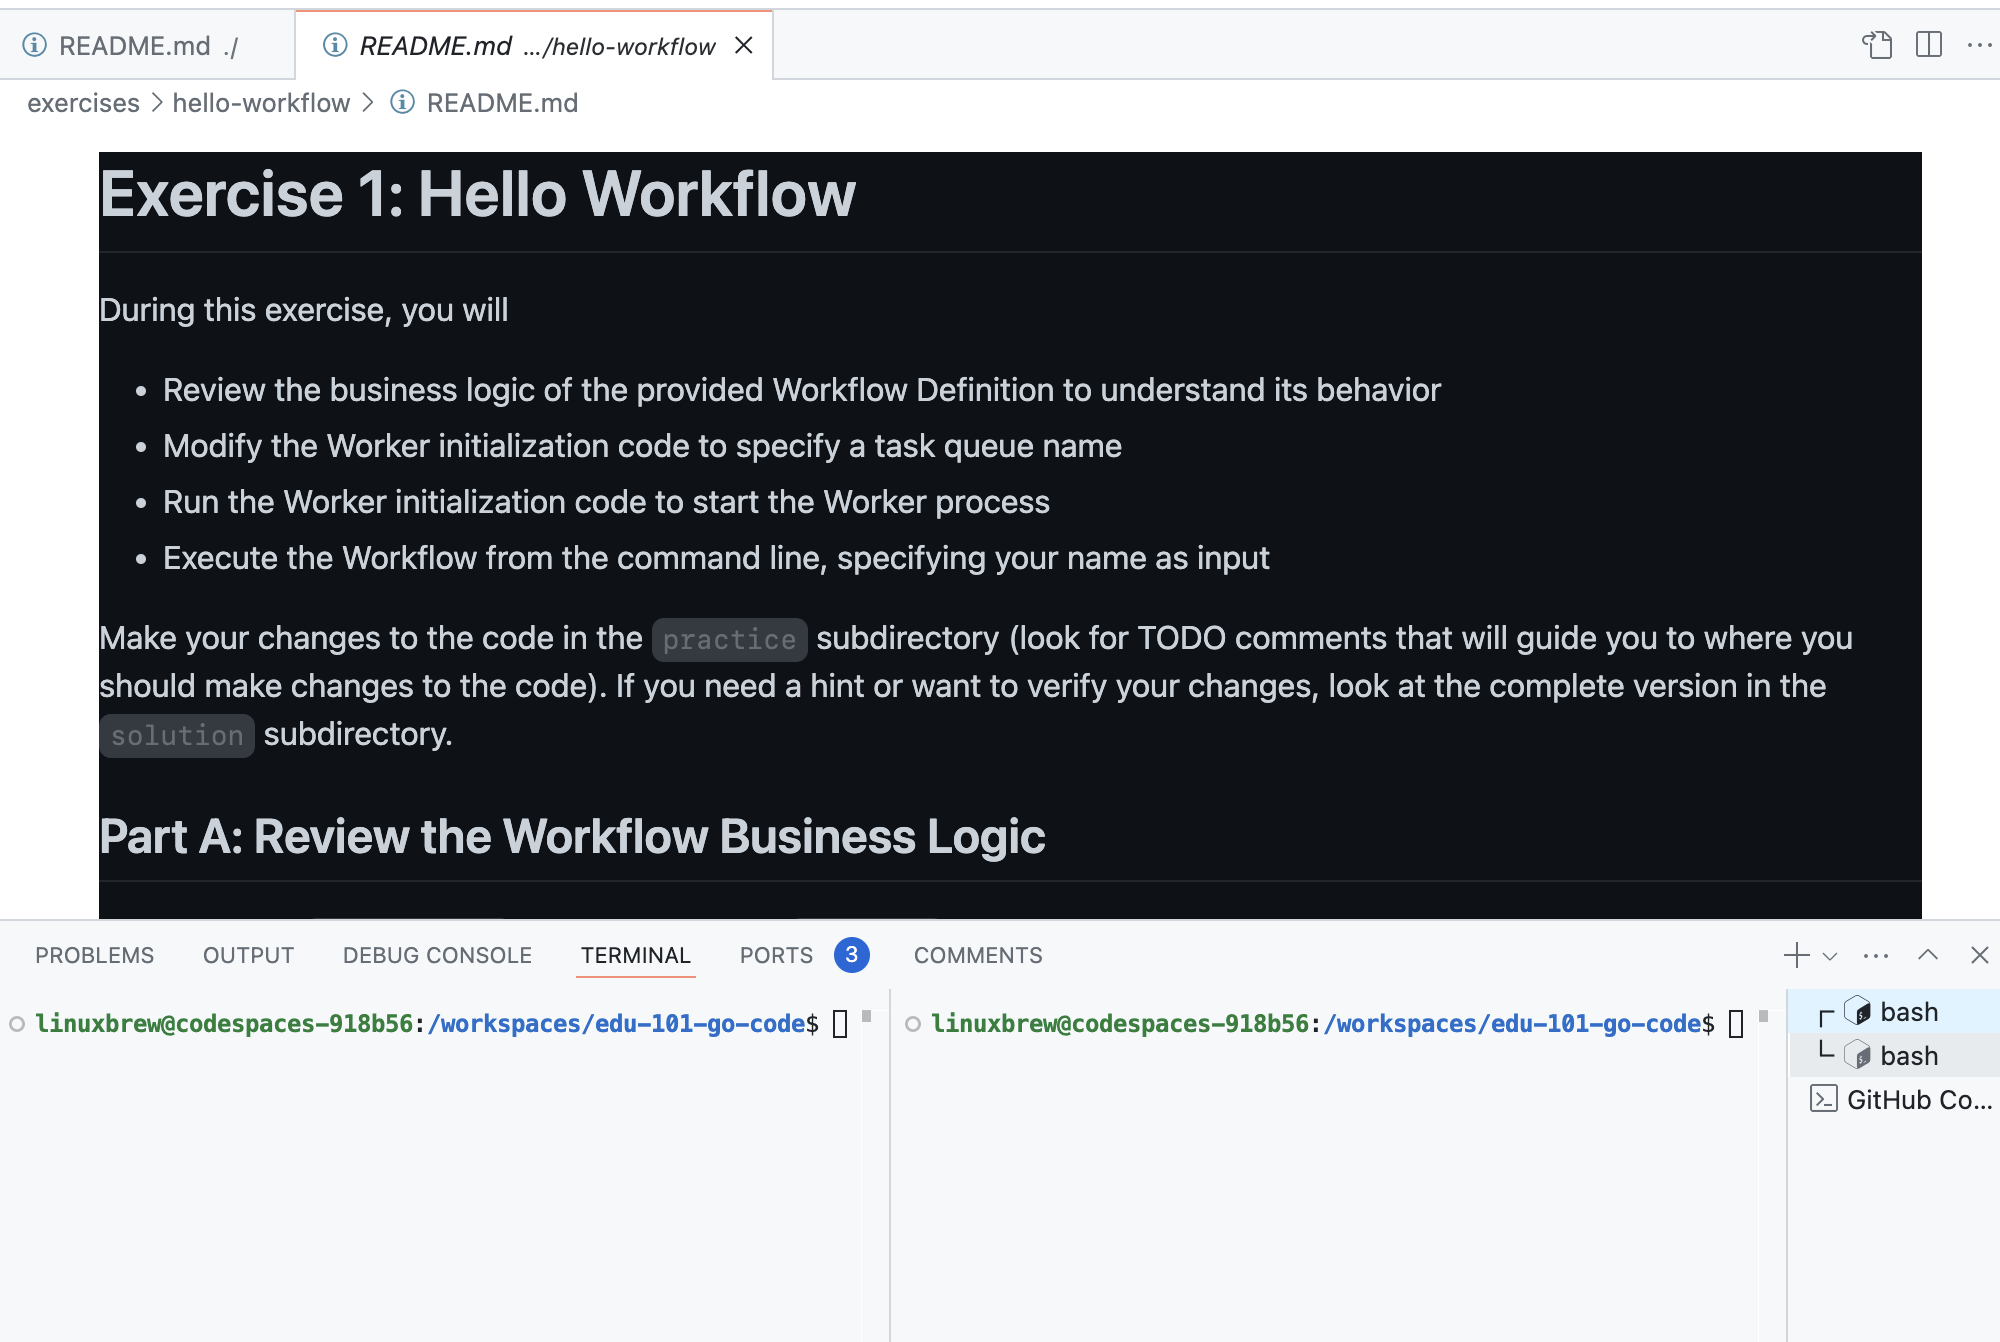 README.md ./
README.md .../hello-workflow
exercises > hello-workflow > README.md
Exercise 1: Hello Workflow
During this exercise, you will
• Review the business logic of the provided Workflow Definition to understand its behavior
• Modify the Worker initialization code to specify a task queue name
• Run the Worker initialization code to start the Worker process
• Execute the Workflow from the command line, specifying your name as input
Make your changes to the code in the practice subdirectory (look for TODO comments that will guide you to where you
should make changes to the code). If you need a hint or want to verify your changes, look at the complete version in the
solution subdirectory.
Part A: Review the Workflow Business Logic
PROBLEMS OUTPUT DEBUG CONSOLE TERMINAL PORTS 3 COMMENTS
linuxbrew@codespaces-918b56:/workspaces/edu-101-go-code$
linuxbrew@codespaces-918b56:/workspaces/edu-101-go-code$
bash
bash
GitHub Co...